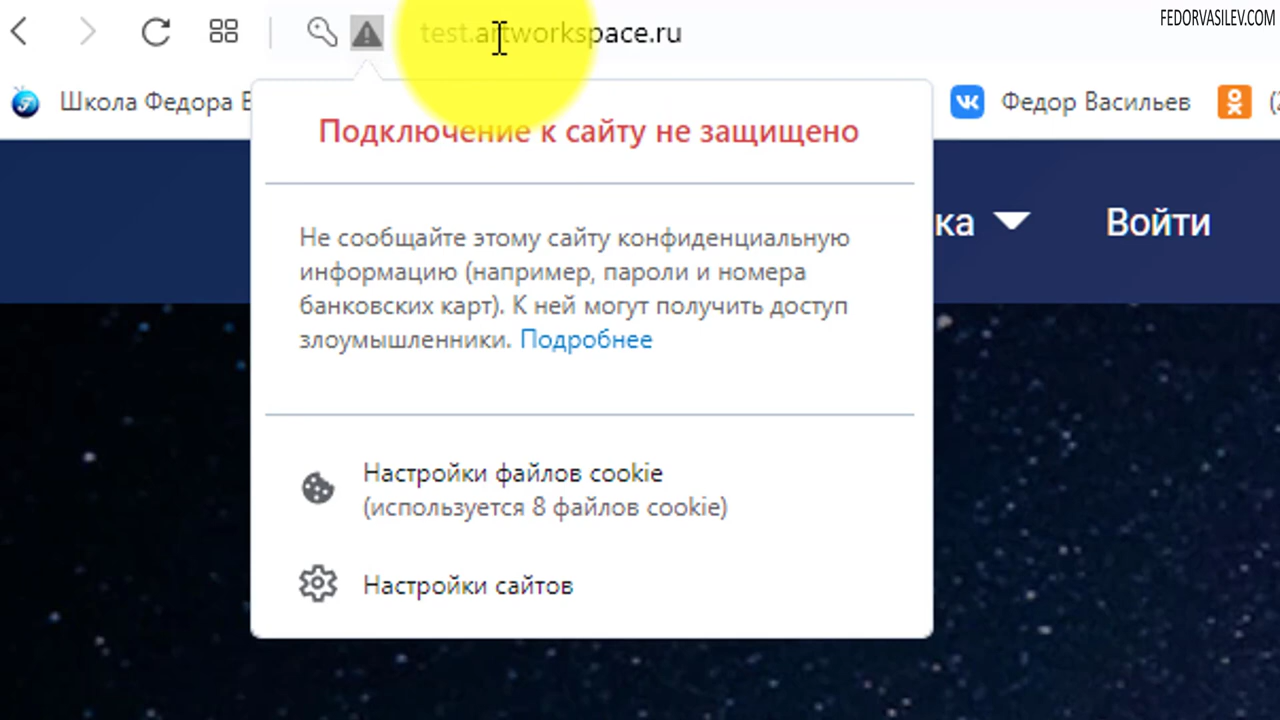 FEDORVASILEV.COM
test.artworkspace.ru
Школа Федора В
Федор Васильев
Подключение к сайту не защищено
ка
Войти
Не сообщайте этому сайту конфиденциальную
информацию (например, пароли и номера
банковских карт). К ней могут получить доступ
злоумышленники. Подробнее
Настройки файлов cookie
(используется 8 файлов cookie)
Настройки сайтов